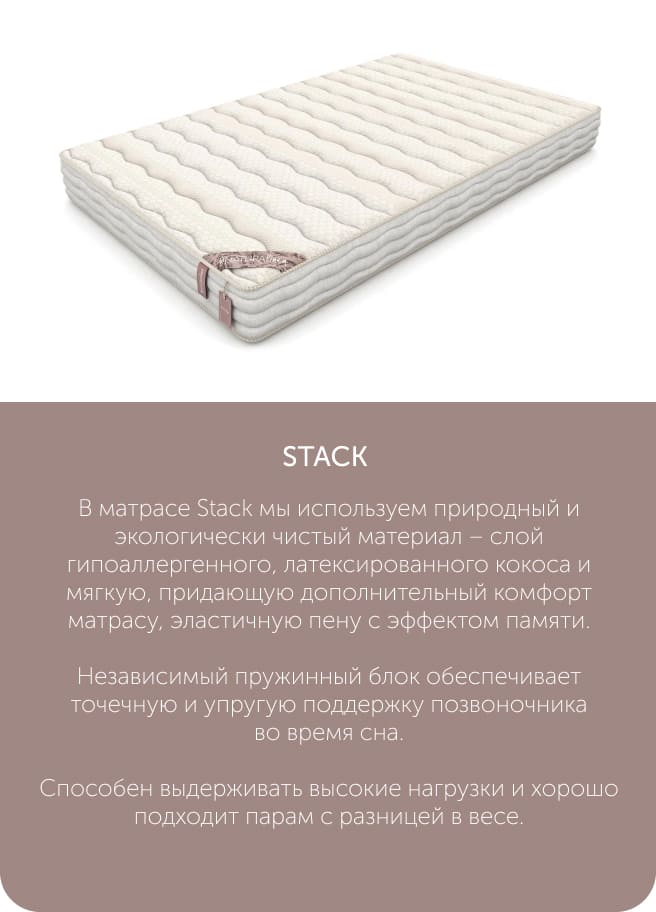 STACK
В матрасе Stack мы используем природный и
экологически чистый материал – слой
гипоаллергенного, латексированного кокоса и
мягкую, придающую дополнительный комфорт
матрасу, эластичную пену с эффектом памяти.
Независимый пружинный блок обеспечивает
точечную и упругую поддержку позвоночника
во время сна.
Способен выдерживать высокие нагрузки и хорошо
подходит парам с разницей в весе.